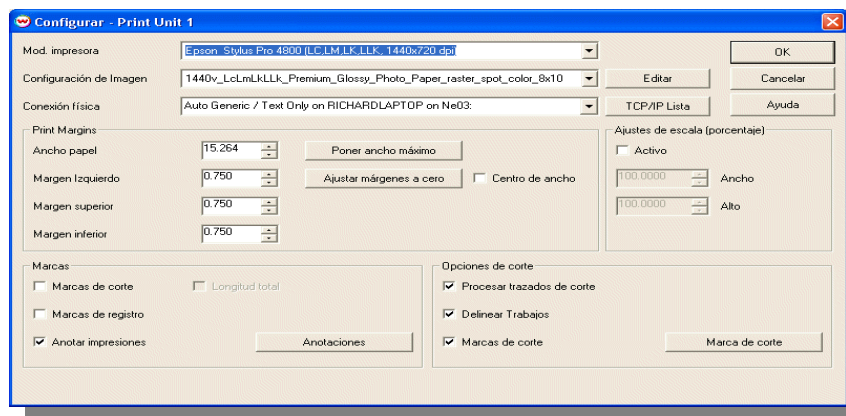 Configurar - Print Unit 1
Mod. impresora Epson Stylus Pro 4800 (LC,LM,LK,LLK, 1440x720 dpi) OK
Configuración de Imagen 1440v_LcLmLkLLk_Premium_Glossy_Photo_Paper_raster_spot_color_8x10 Editar Cancelar
Conexión física Auto Generic / Text Only on RICHARDLAPTOP on Ne03: TCP/IP Lista Ayuda
Print Margins Ajustes de escala (porcentaje)
Ancho papel 15.264 Poner ancho máximo Activo
Margen Izquierdo 0.750 Ajustar márgenes a cero Centro de ancho 100.0000 Ancho
Margen superior 0.750 100.0000 Alto
Margen inferior 0.750
Marcas Opciones de corte
Marcas de corte Longitud total Procesar trazados de corte
Marcas de registro Delinear Trabajos
Anotar impresiones Anotaciones Marcas de corte Marca de corte